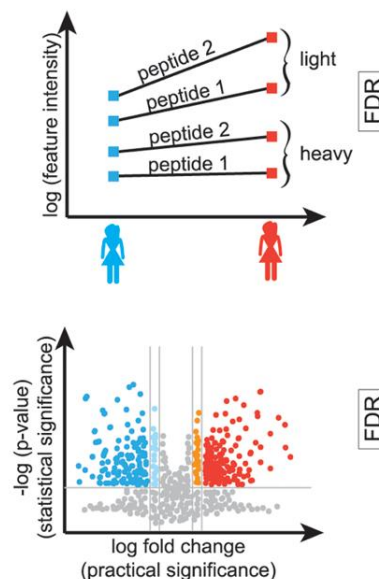 log (feature intensity)
peptide 2
peptide 1
light
peptide 2
peptide 1
heavy
FDR
-log (p-value)
(statistical significance)
log fold change
(practical significance)
FDR